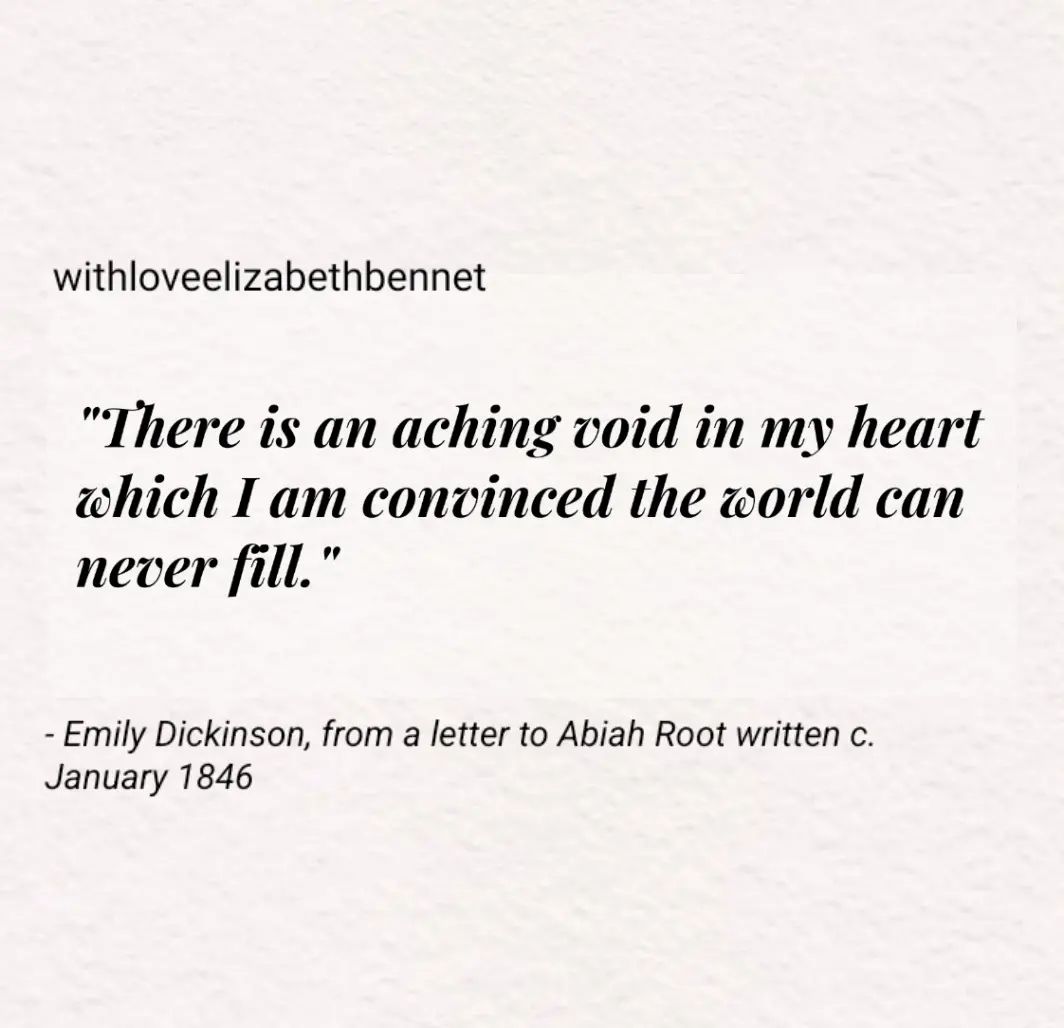 withloveelizabethbennet
"There is an aching void in my heart
which I am convinced the world can
never fill."
- Emily Dickinson, from a letter to Abiah Root written c.
January 1846